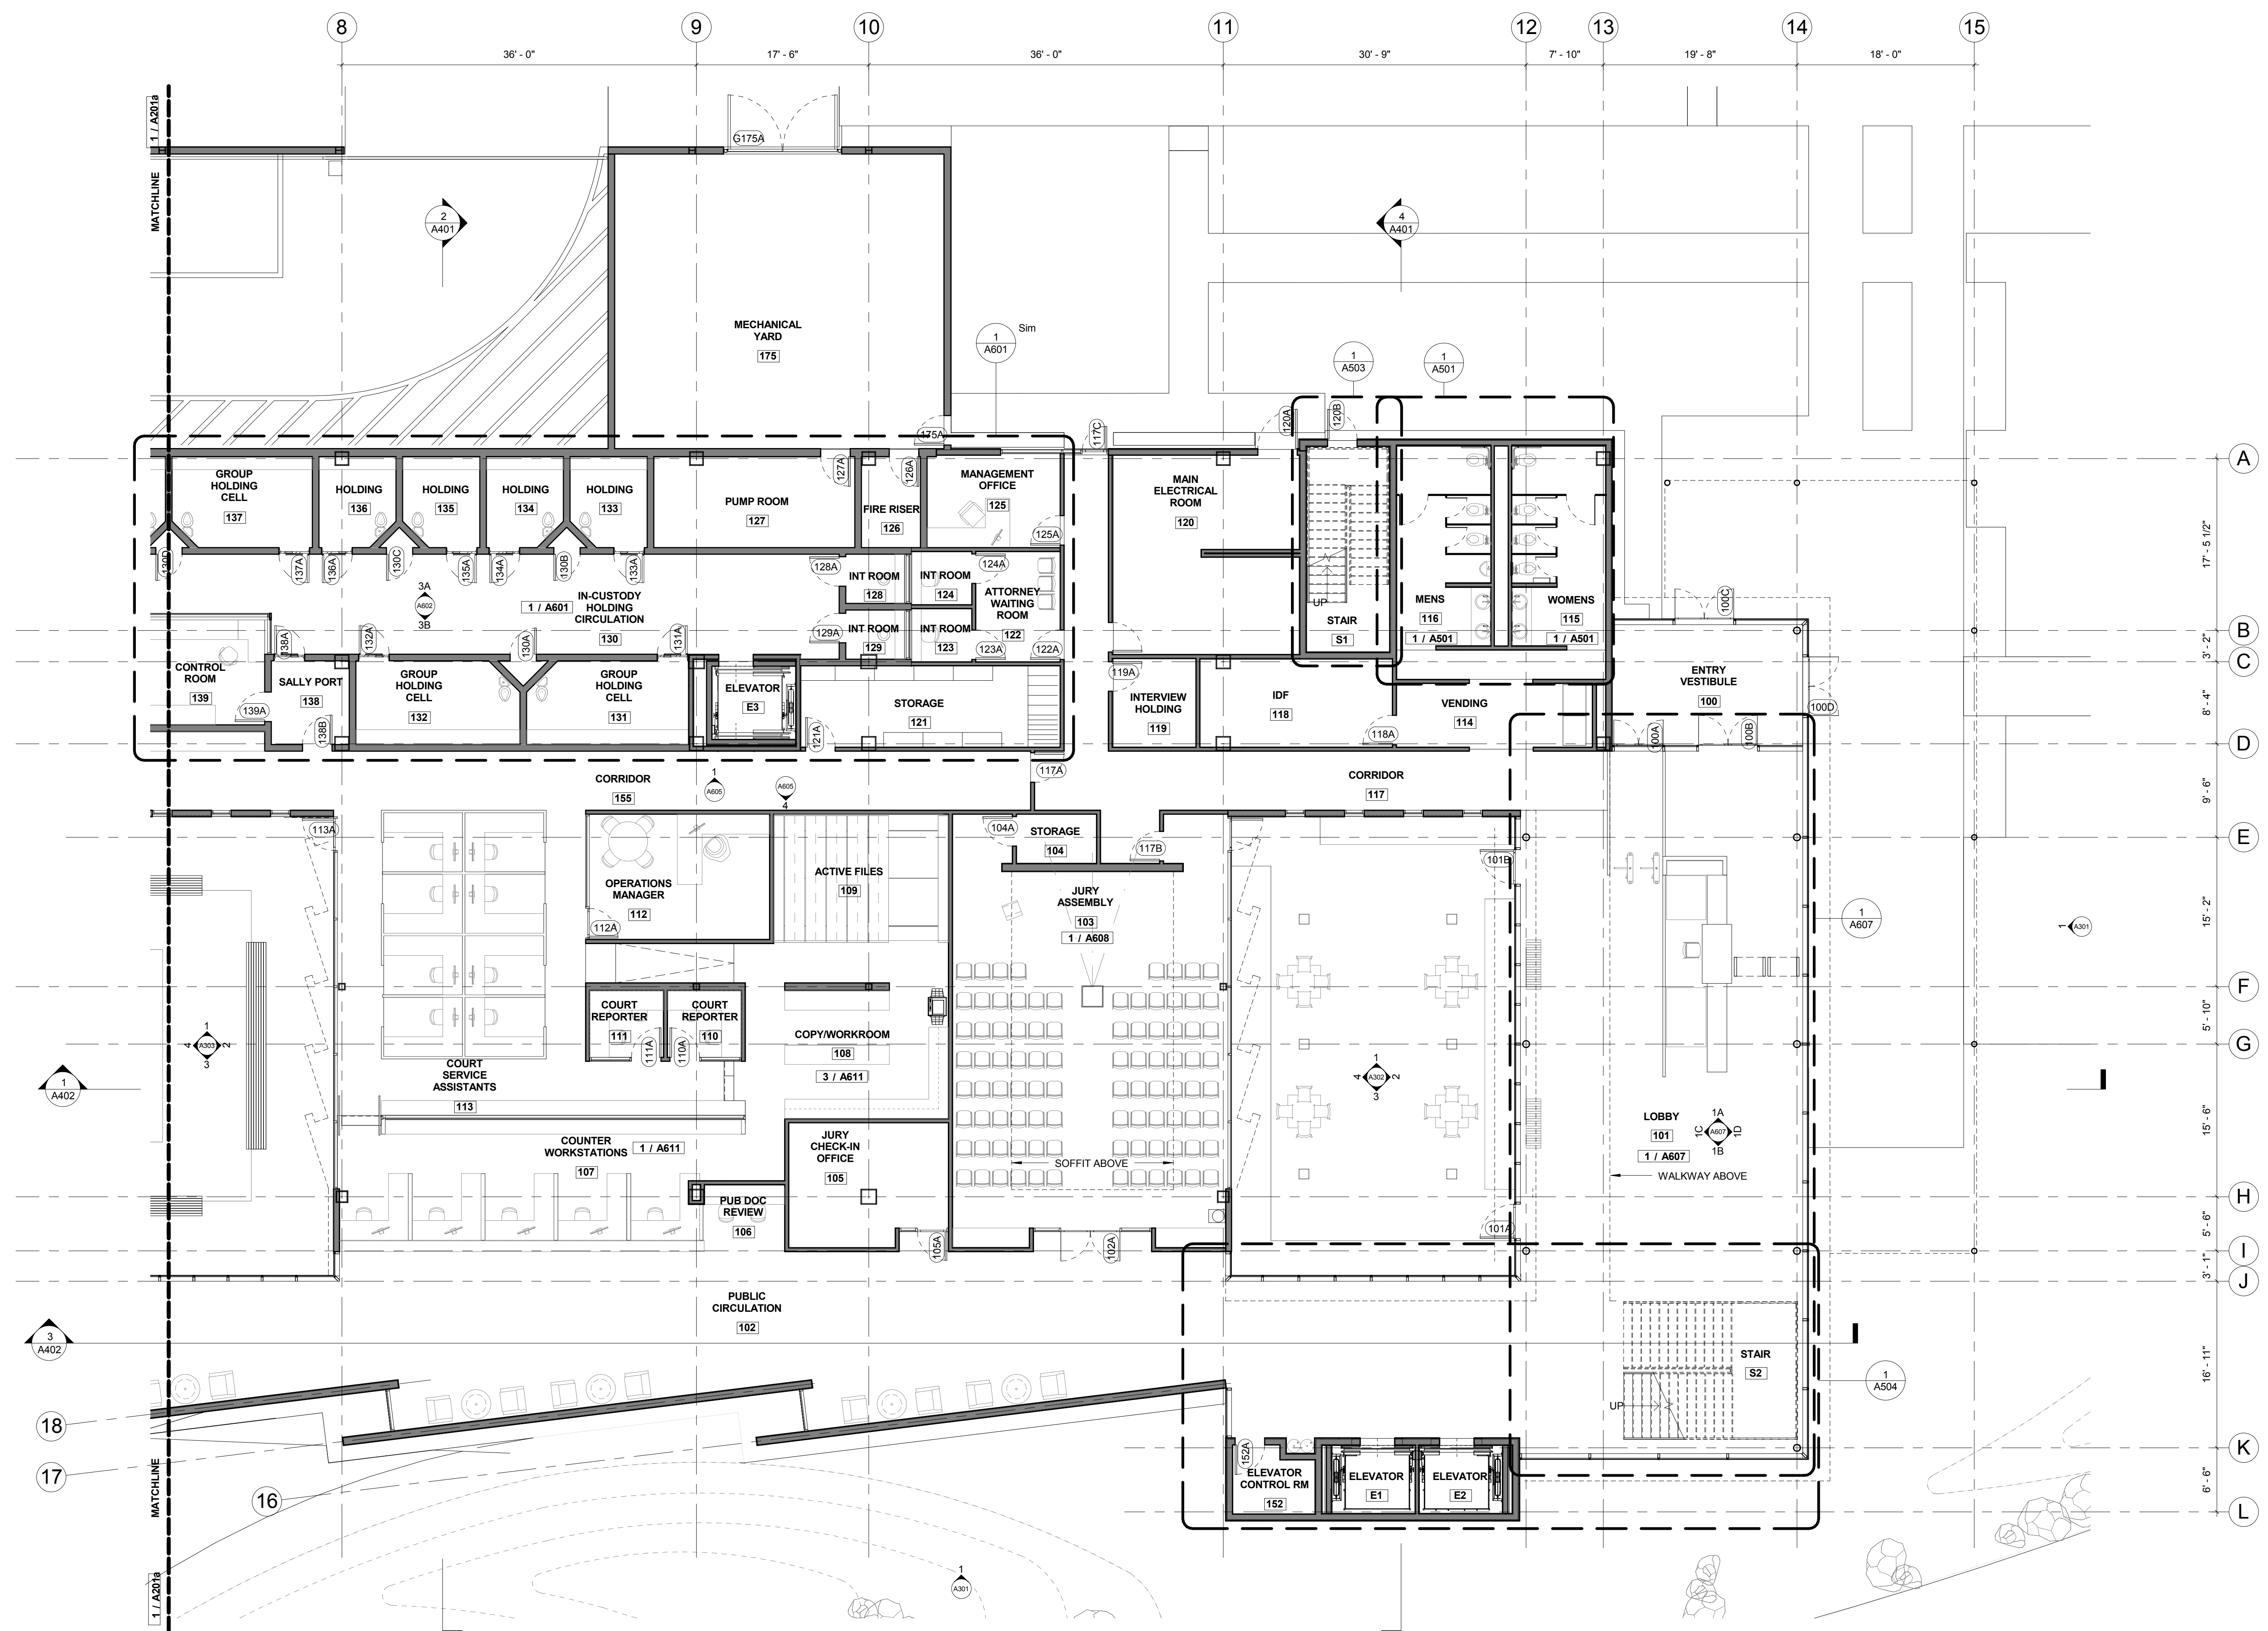 8
9
10
11
12
13
14
15
36' - 0"
17' - 6"
36' - 0"
30' - 9"
7' - 10"
19' - 8"
18' - 0"
1 / A201a
MATCHLINE
G175A
2
A401
4
A401
MECHANICAL
YARD
175
1
A601
Sim
1
A503
1
A501
175A
117C
120A
120B
127A
126A
A
GROUP
HOLDING
CELL
137
HOLDING
136
HOLDING
135
HOLDING
134
HOLDING
133
PUMP ROOM
127
FIRE RISER
126
MANAGEMENT
OFFICE
125
125A
MAIN
ELECTRICAL
ROOM
120
17' - 5 1/2"
130D
137A
136A
130C
135A
134A
130B
133A
128A
124A
INT ROOM
128
INT ROOM
124
ATTORNEY
WAITING
ROOM
122
3A
A602
3B
1 / A601
IN-CUSTODY
HOLDING
CIRCULATION
130
129A
INT ROOM
129
INT ROOM
123
123A
122A
UP
STAIR
S1
MENS
116
1 / A501
WOMENS
115
1 / A501
100C
B
3' - 2"
C
138A
132A
130A
131A
119A
CONTROL
ROOM
139
139A
SALLY PORT
138
138B
GROUP
HOLDING
CELL
132
GROUP
HOLDING
CELL
131
ELEVATOR
E3
121A
STORAGE
121
INTERVIEW
HOLDING
119
IDF
118
118A
VENDING
114
ENTRY
VESTIBULE
100
100D
100A
100B
8' - 4"
D
CORRIDOR
155
1
A605
A605
4
117A
CORRIDOR
117
9' - 6"
113A
104A
STORAGE
104
117B
101B
E
OPERATIONS
MANAGER
112
112A
ACTIVE FILES
109
JURY
ASSEMBLY
103
1 / A608
1
A607
1
A301
15' - 2"
F
COURT
REPORTER
111
COURT
REPORTER
110
111A
110A
COPY/WORKROOM
108
3 / A611
5' - 10"
G
1
4
A303
2
3
1
A402
COURT
SERVICE
ASSISTANTS
113
1
4
A302
2
3
LOBBY
101
1 / A607
1A
1C
A607
1D
1B
15' - 6"
COUNTER
WORKSTATIONS
107
1 / A611
JURY
CHECK-IN
OFFICE
105
SOFFIT ABOVE
WALKWAY ABOVE
H
PUB DOC
REVIEW
106
105A
102A
101A
5' - 6"
I
3' - 1"
J
PUBLIC
CIRCULATION
102
3
A402
STAIR
S2
UP
1
A504
16' - 11"
18
17
16
K
152A
ELEVATOR
CONTROL RM
152
ELEVATOR
E1
ELEVATOR
E2
6' - 6"
L
MATCHLINE
1 / A201a
1
A301